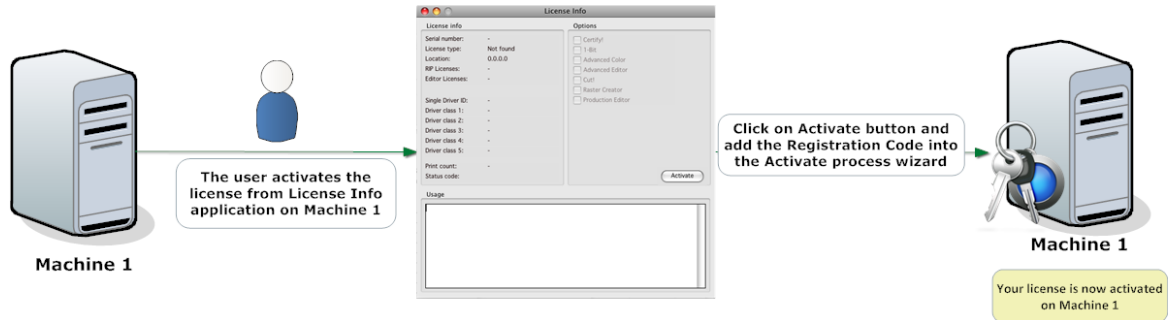 License Info
License info
Serial number: -
License type: Not found
Location: 0.0.0.0
RIP Licenses: -
Editor Licenses: -
Single Driver ID: -
Driver class 1: -
Driver class 2: -
Driver class 3: -
Driver class 4: -
Driver class 5: -
Print count: -
Status code: -
Options
Certify!
1-Bit
Advanced Color
Advanced Editor
Cut!
Raster Creator
Production Editor
Activate
Usage
Machine 1
The user activates the
license from License Info
application on Machine 1
Click on Activate button and
add the Registration Code into
the Activate process wizard
Machine 1
Your license is now activated
on Machine 1